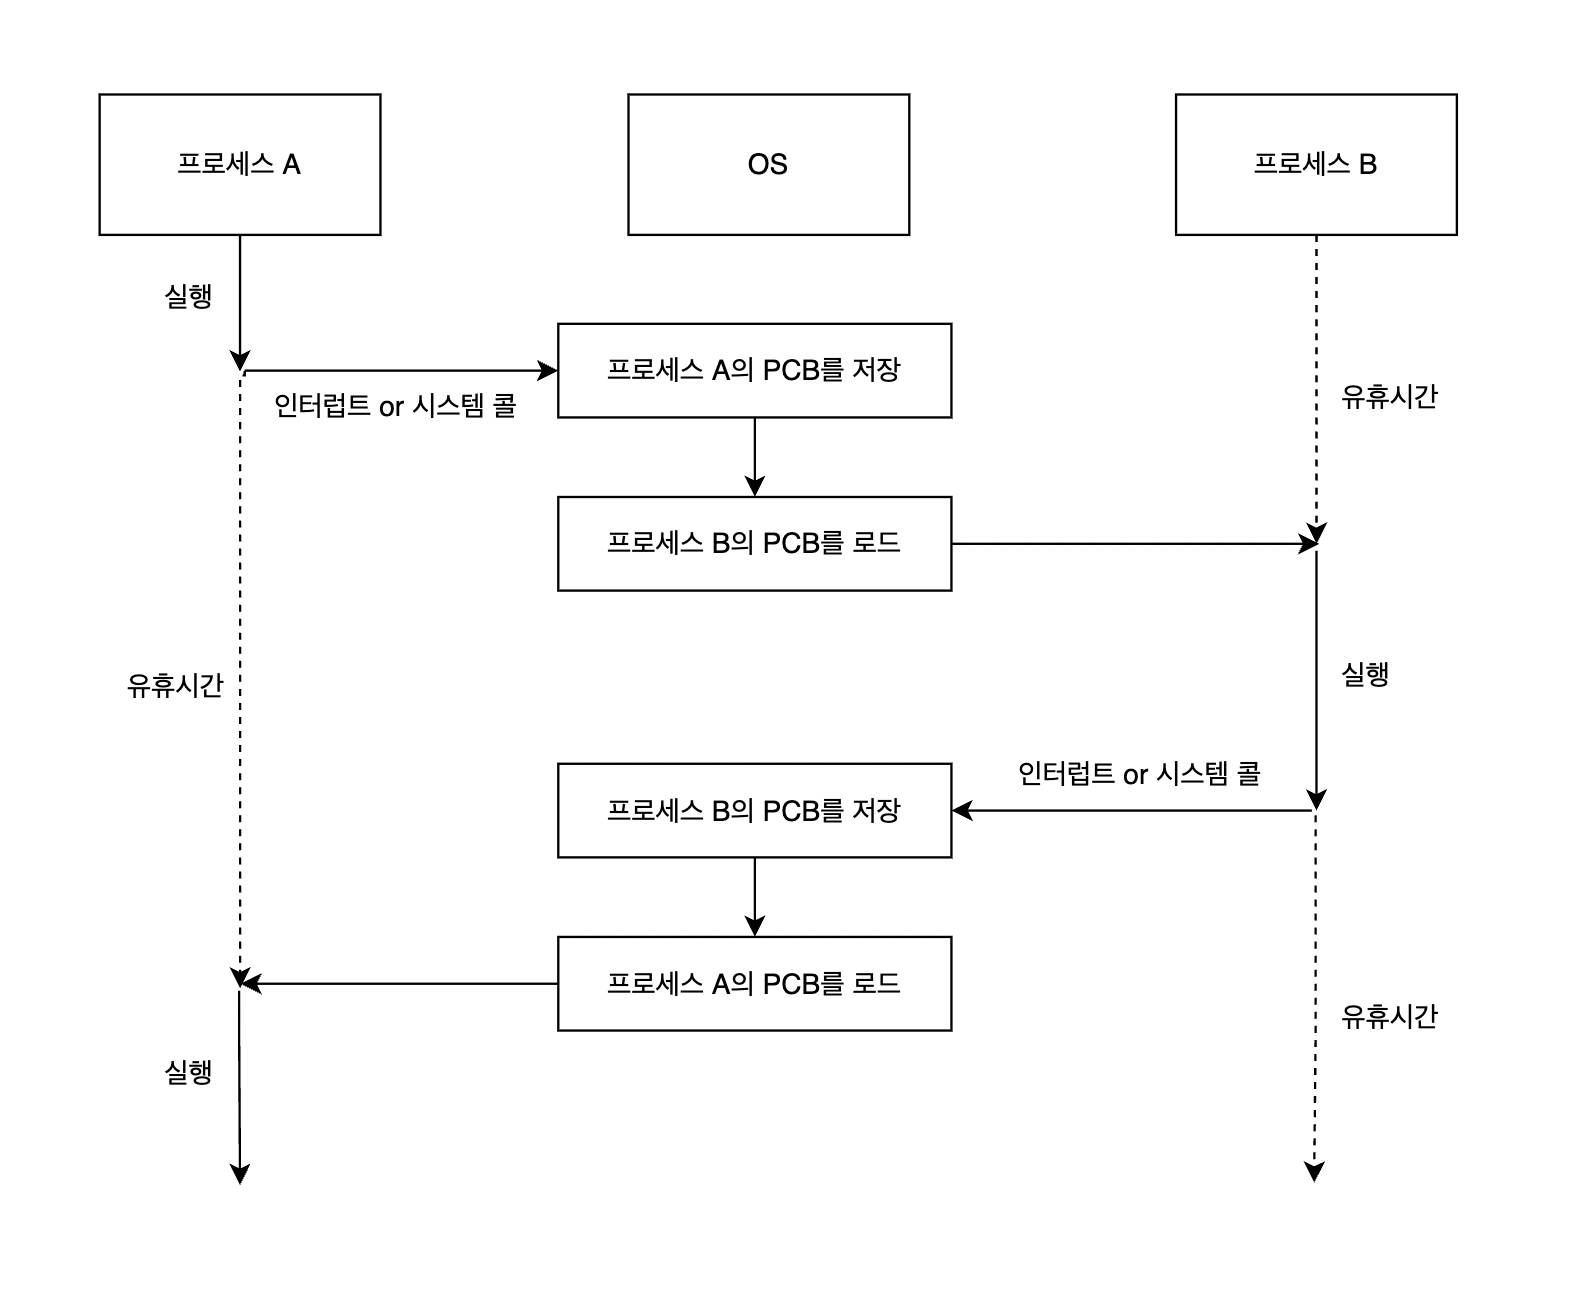 프로세스 A
OS
프로세스 B
실행
프로세스 A의 PCB를 저장
유휴시간
인터럽트 or 시스템 콜
프로세스 B의 PCB를 로드
유휴시간
실행
인터럽트 or 시스템 콜
프로세스 B의 PCB를 저장
프로세스 A의 PCB를 로드
유휴시간
실행